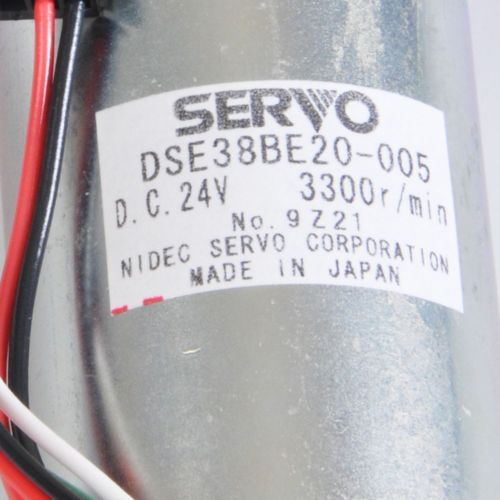 SERVO
DSE38BE20-005
D.C.24V 3300r/min
No.9Z21
NIDEC SERVO CORPORATION
MADE IN JAPAN